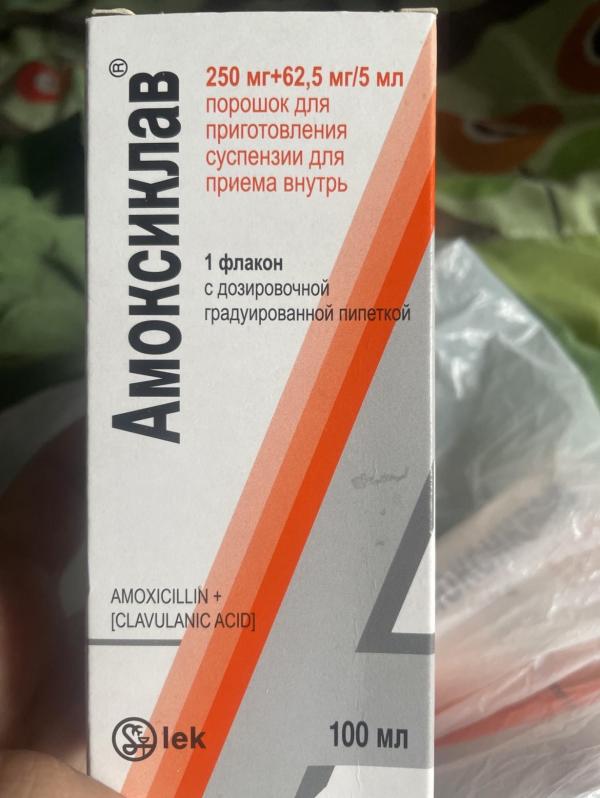 Амоксиклав®
250 мг+62,5 мг/5 мл
порошок для
приготовления
суспензии для
приема внутрь
1 флакон
с дозировочной
градуированной пипеткой
AMOXICILLIN +
[CLAVULANIC ACID]
lek
100 мл